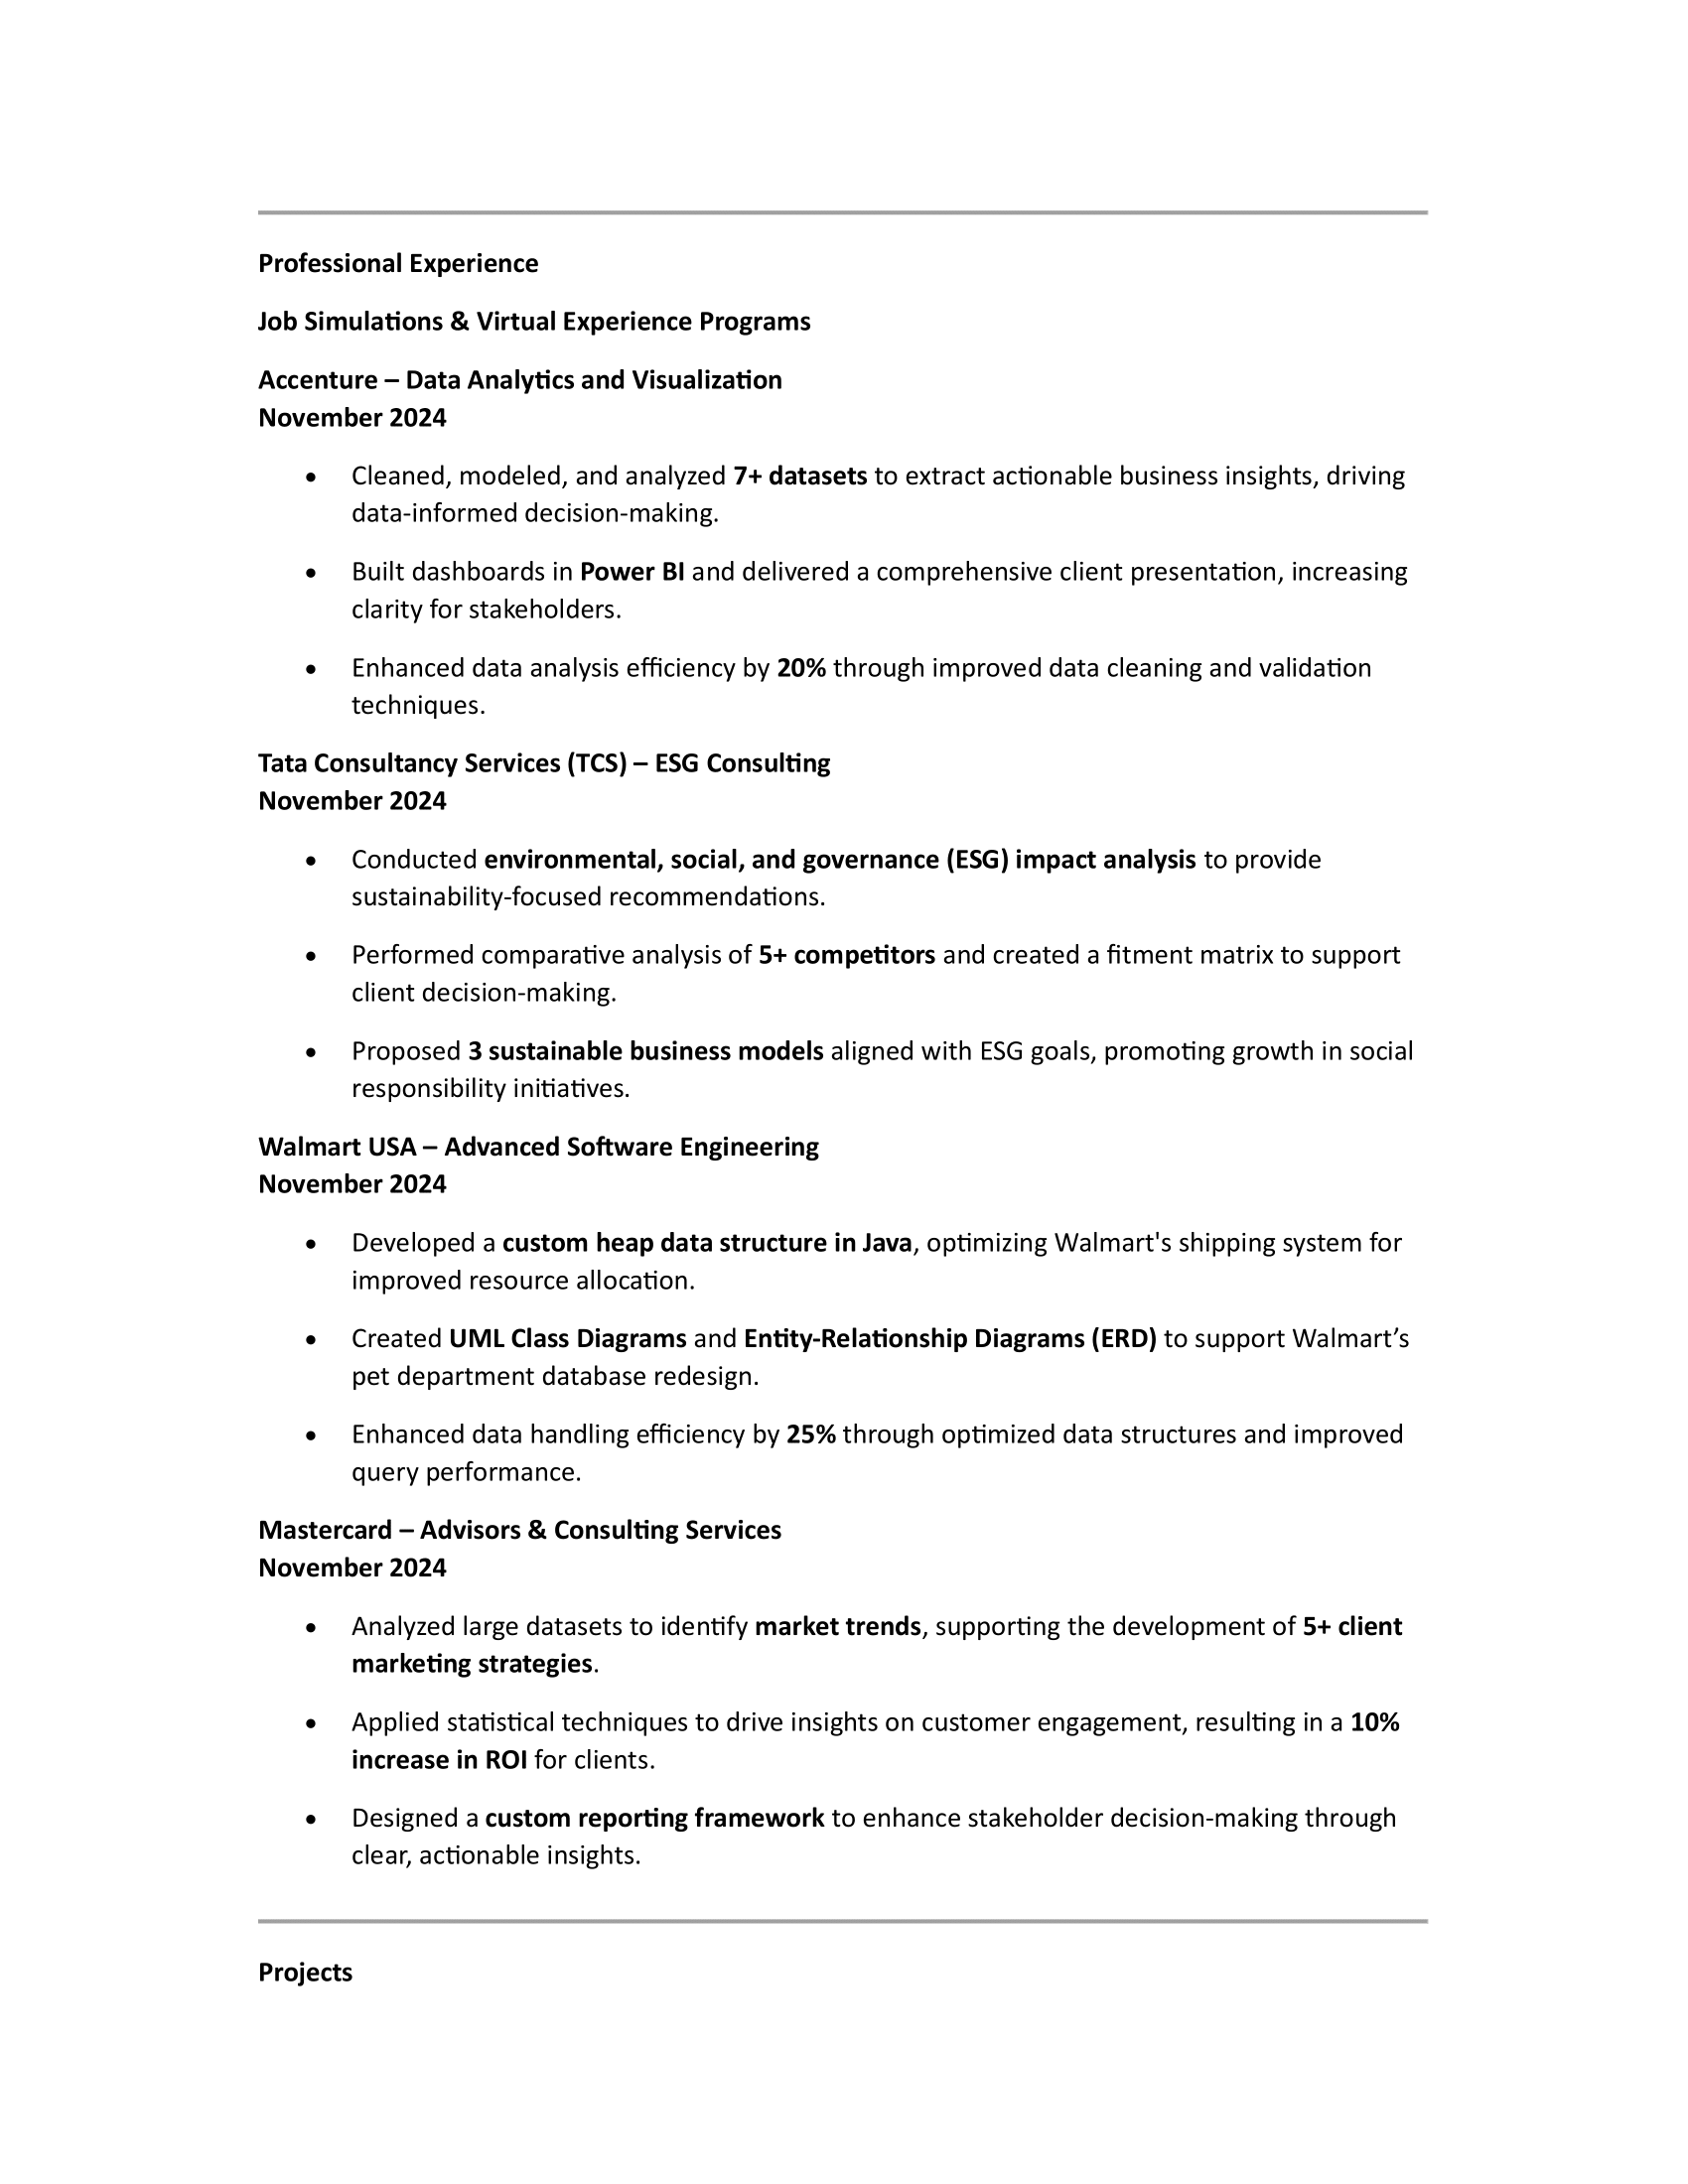 Professional Experience
Job Simulations & Virtual Experience Programs
Accenture – Data Analytics and Visualization
November 2024
• Cleaned, modeled, and analyzed 7+ datasets to extract actionable business insights, driving
data-informed decision-making.
• Built dashboards in Power BI and delivered a comprehensive client presentation, increasing
clarity for stakeholders.
• Enhanced data analysis efficiency by 20% through improved data cleaning and validation
techniques.
Tata Consultancy Services (TCS) – ESG Consulting
November 2024
• Conducted environmental, social, and governance (ESG) impact analysis to provide
sustainability-focused recommendations.
• Performed comparative analysis of 5+ competitors and created a fitment matrix to support
client decision-making.
• Proposed 3 sustainable business models aligned with ESG goals, promoting growth in social
responsibility initiatives.
Walmart USA – Advanced Software Engineering
November 2024
• Developed a custom heap data structure in Java, optimizing Walmart's shipping system for
improved resource allocation.
• Created UML Class Diagrams and Entity-Relationship Diagrams (ERD) to support Walmart’s
pet department database redesign.
• Enhanced data handling efficiency by 25% through optimized data structures and improved
query performance.
Mastercard – Advisors & Consulting Services
November 2024
• Analyzed large datasets to identify market trends, supporting the development of 5+ client
marketing strategies.
• Applied statistical techniques to drive insights on customer engagement, resulting in a 10%
increase in ROI for clients.
• Designed a custom reporting framework to enhance stakeholder decision-making through
clear, actionable insights.
Projects